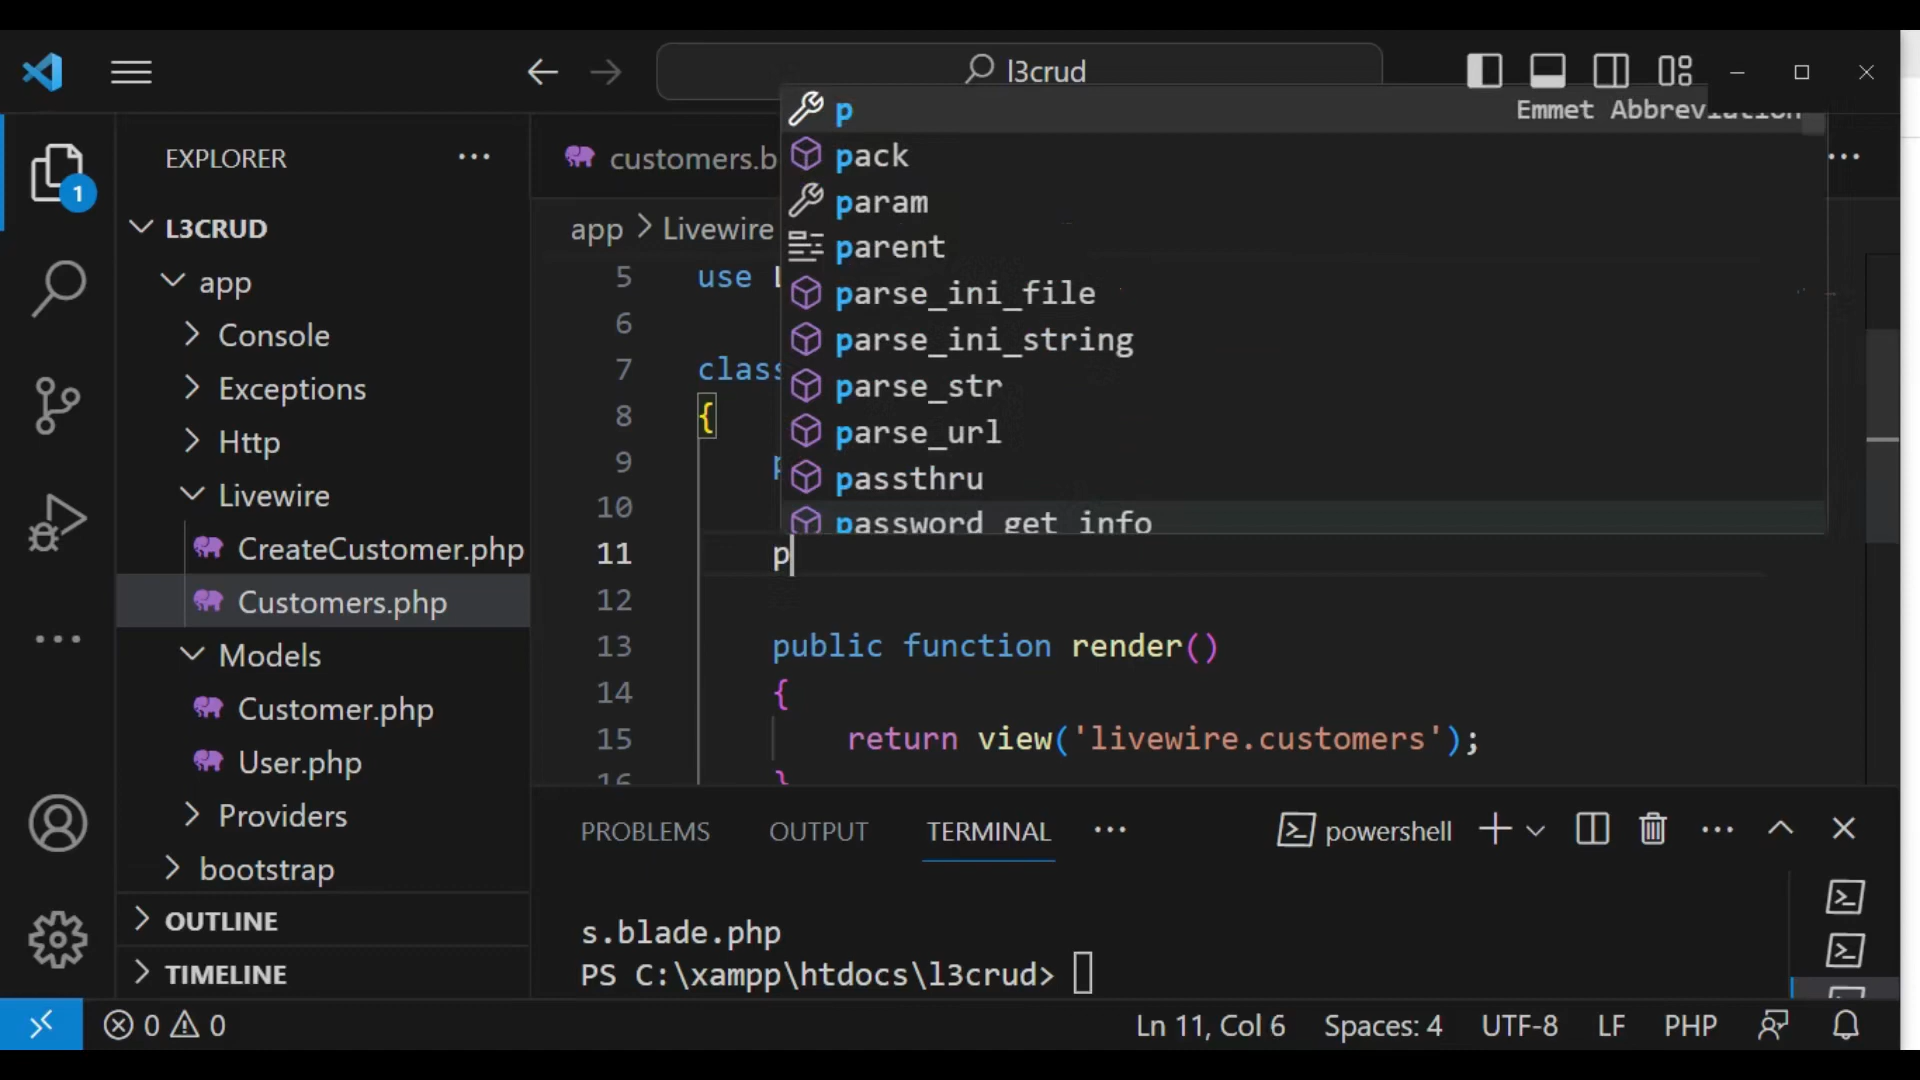 l3crud
EXPLORER
L3CRUD
app
Console
Exceptions
Http
Livewire
CreateCustomer.php
Customers.php
Models
Customer.php
User.php
Providers
bootstrap
OUTLINE
TIMELINE
1
customers.b
app > Livewire
p Emmet Abbreviation
pack
param
parent
parse_ini_file
parse_ini_string
parse_str
parse_url
passthru
password_get_info
5 use L
6
7 class
8 {
9 p
10
11 p
12
13 public function render()
14 {
15 return view('livewire.customers');
16 }
PROBLEMS OUTPUT TERMINAL powershell
s.blade.php
PS C:\xampp\htdocs\l3crud>
0 0 Ln 11, Col 6 Spaces: 4 UTF-8 LF PHP